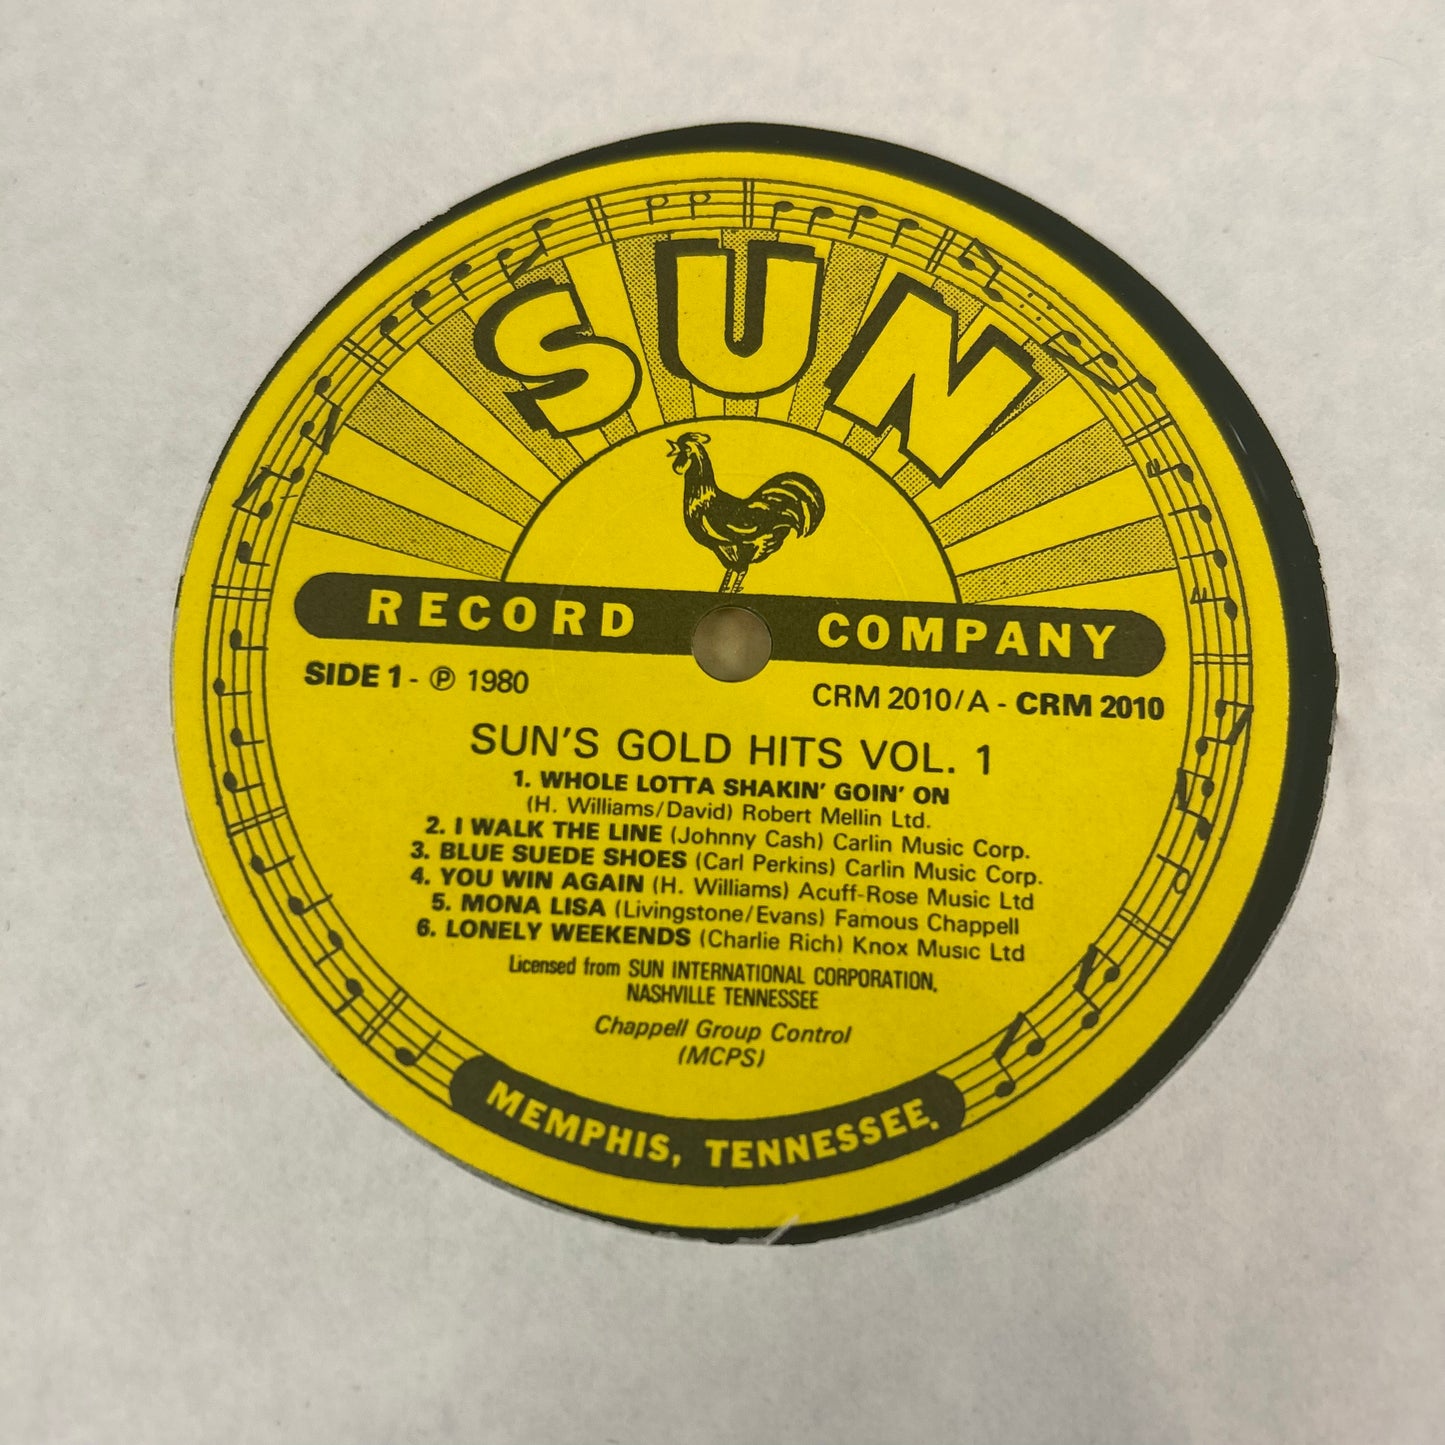 SUN
RECORD COMPANY
SIDE 1 - ℗ 1980
CRM 2010/A - CRM 2010
SUN'S GOLD HITS VOL. 1
1. WHOLE LOTTA SHAKIN' GOIN' ON
(H. Williams/David) Robert Mellin Ltd.
2. I WALK THE LINE (Johnny Cash) Carlin Music Corp.
3. BLUE SUEDE SHOES (Carl Perkins) Carlin Music Corp.
4. YOU WIN AGAIN (H. Williams) Acuff-Rose Music Ltd
5. MONA LISA (Livingstone/Evans) Famous Chappell
6. LONELY WEEKENDS (Charlie Rich) Knox Music Ltd
Licensed from SUN INTERNATIONAL CORPORATION,
NASHVILLE TENNESSEE
Chappell Group Control
(MCPS)
MEMPHIS, TENNESSEE.